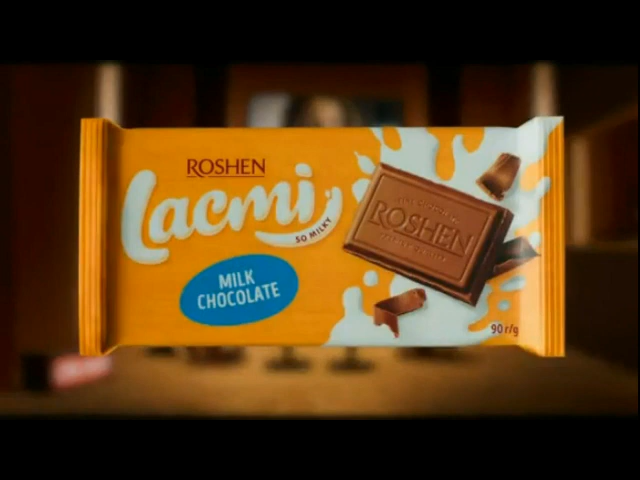 ROSHEN
Lacmi
SO MILKY
MILK
CHOCOLATE
ROSHEN
90 г/g